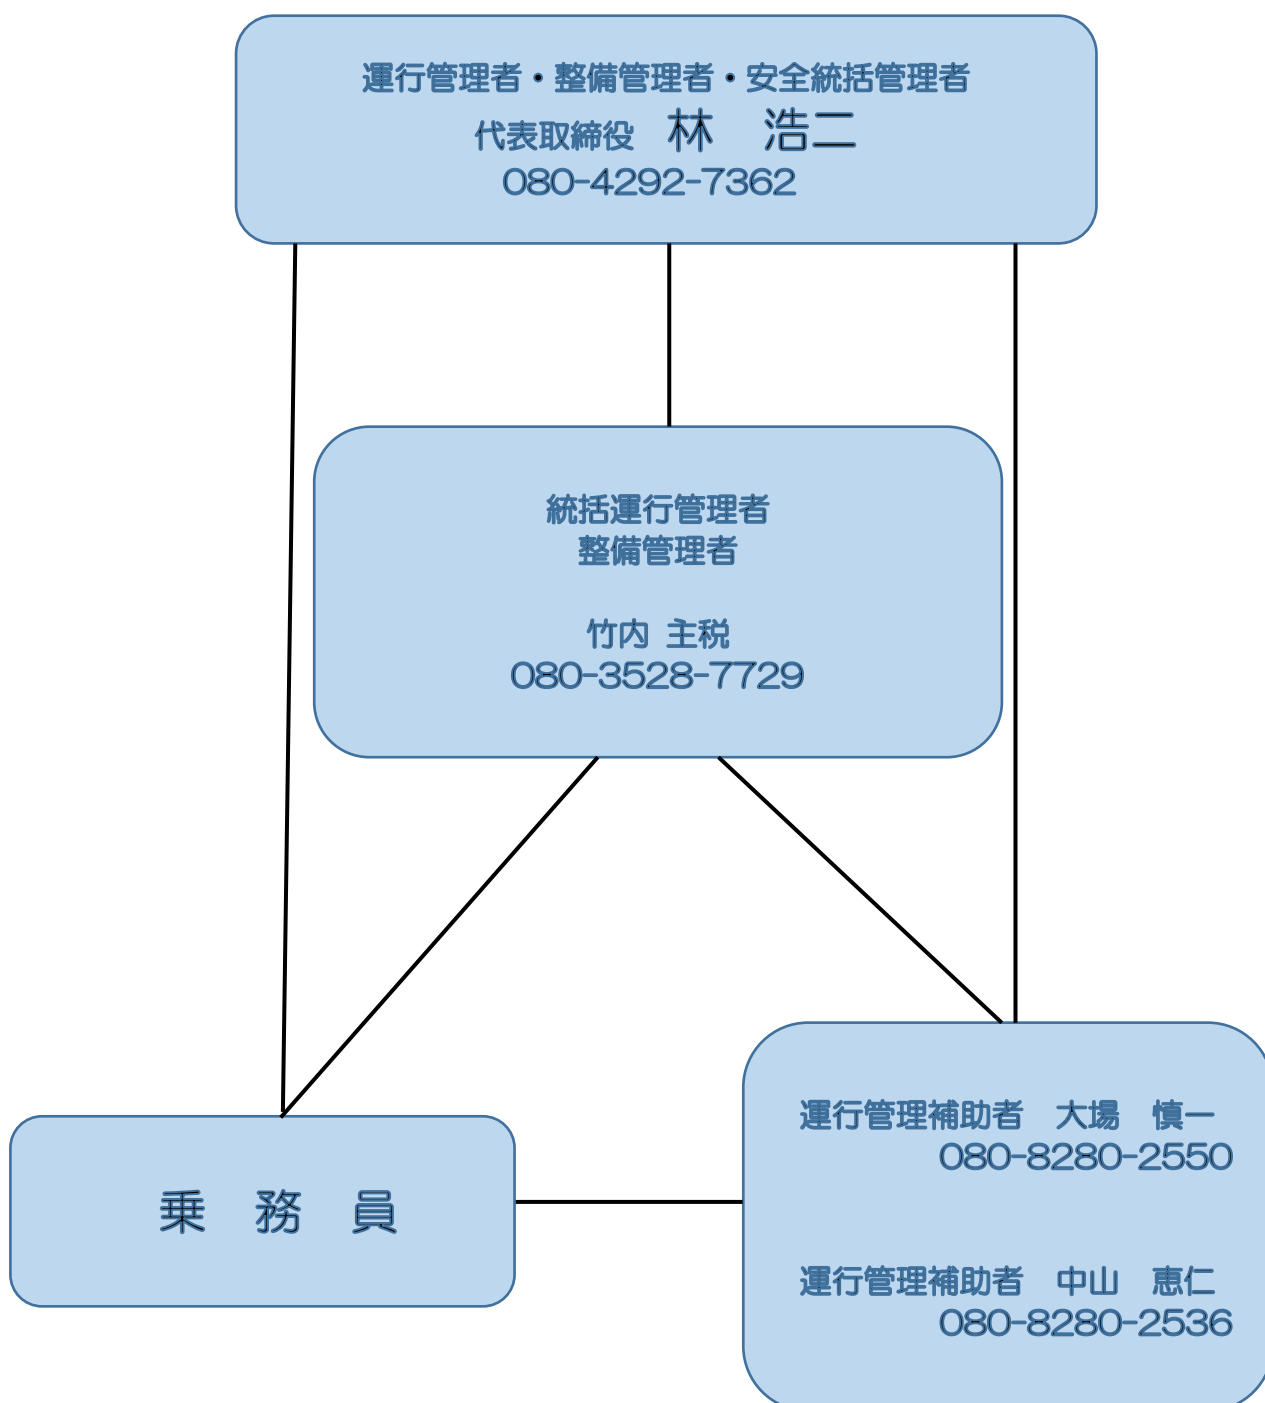 運行管理者・整備管理者・安全統括管理者
代表取締役　林　浩二
080-4292-7362
統括運行管理者
整備管理者
竹内 主税
080-3528-7729
運行管理補助者　大場　慎一
080-8280-2550
乗　務　員
運行管理補助者　中山　恵仁
080-8280-2536